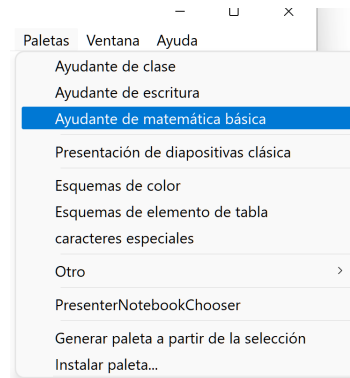 Paletas Ventana Ayuda
Ayudante de clase
Ayudante de escritura
Ayudante de matemática básica
Presentación de diapositivas clásica
Esquemas de color
Esquemas de elemento de tabla
caracteres especiales
Otro
PresenterNotebookChooser
Generar paleta a partir de la selección
Instalar paleta...